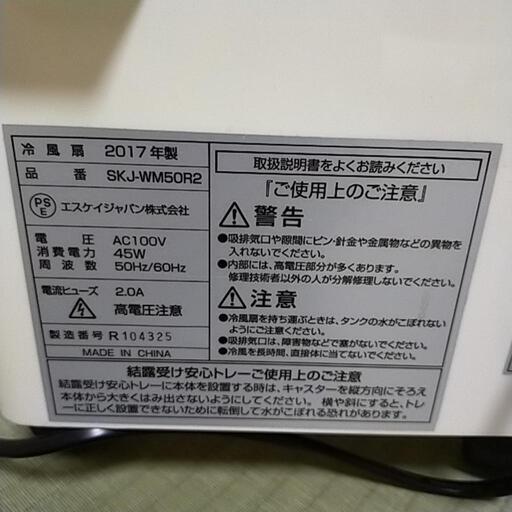 冷風扇 2017年製
品番 SKJ-WM50R2
PS
E エスケイジャパン株式会社
電圧 AC100V
消費電力 45W
周波数 50Hz/60Hz
電流ヒューズ 2.0A
高電圧注意
製造番号 R104325
MADE IN CHINA
取扱説明書をよくお読みください
『ご使用上のご注意』
警告
●吸排気口や隙間にピン・針金や金属物などの異物を
入れないでください。
●内部には、高電圧部分が多くあります。
修理技術者以外の人が分解修理しないでください。
注意
●冷風扇を持ち運ぶときは、タンクの水がこぼれない
ようにご注意ください。
●吸排気口は、障害物などで塞がないでください。
●冷風を長時間、直接体に当てないでください。
結露受け安心トレーご使用上のご注意
結露受け安心トレーに本体を設置する時は、キャスターを縦方向にそろえ
本体から大きくはみ出さないようにしてください。 横や斜にすると、トレ
ーに正しく設置できないために転倒して水がこぼれる恐れがあります。